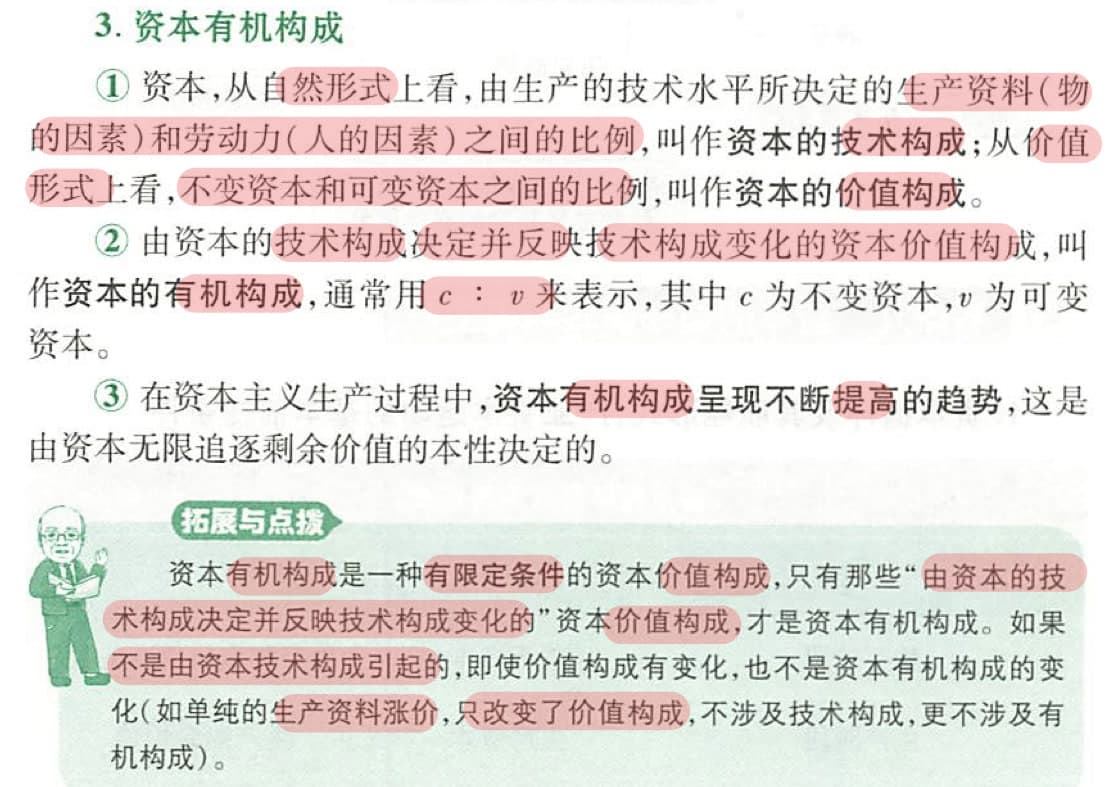 3. 资本有机构成
① 资本,从自然形式上看,由生产的技术水平所决定的生产资料(物
的因素)和劳动力(人的因素)之间的比例,叫作资本的技术构成;从价值
形式上看,不变资本和可变资本之间的比例,叫作资本的价值构成。
② 由资本的技术构成决定并反映技术构成变化的资本价值构成,叫
作资本的有机构成,通常用 c : v 来表示,其中 c 为不变资本,v 为可变
资本。
③ 在资本主义生产过程中,资本有机构成呈现不断提高的趋势,这是
由资本无限追逐剩余价值的本性决定的。
拓展与点拨
资本有机构成是一种有限定条件的资本价值构成,只有那些“由资本的技
术构成决定并反映技术构成变化的”资本价值构成,才是资本有机构成。如果
不是由资本技术构成引起的,即使价值构成有变化,也不是资本有机构成的变
化(如单纯的生产资料涨价,只改变了价值构成,不涉及技术构成,更不涉及有
机构成)。